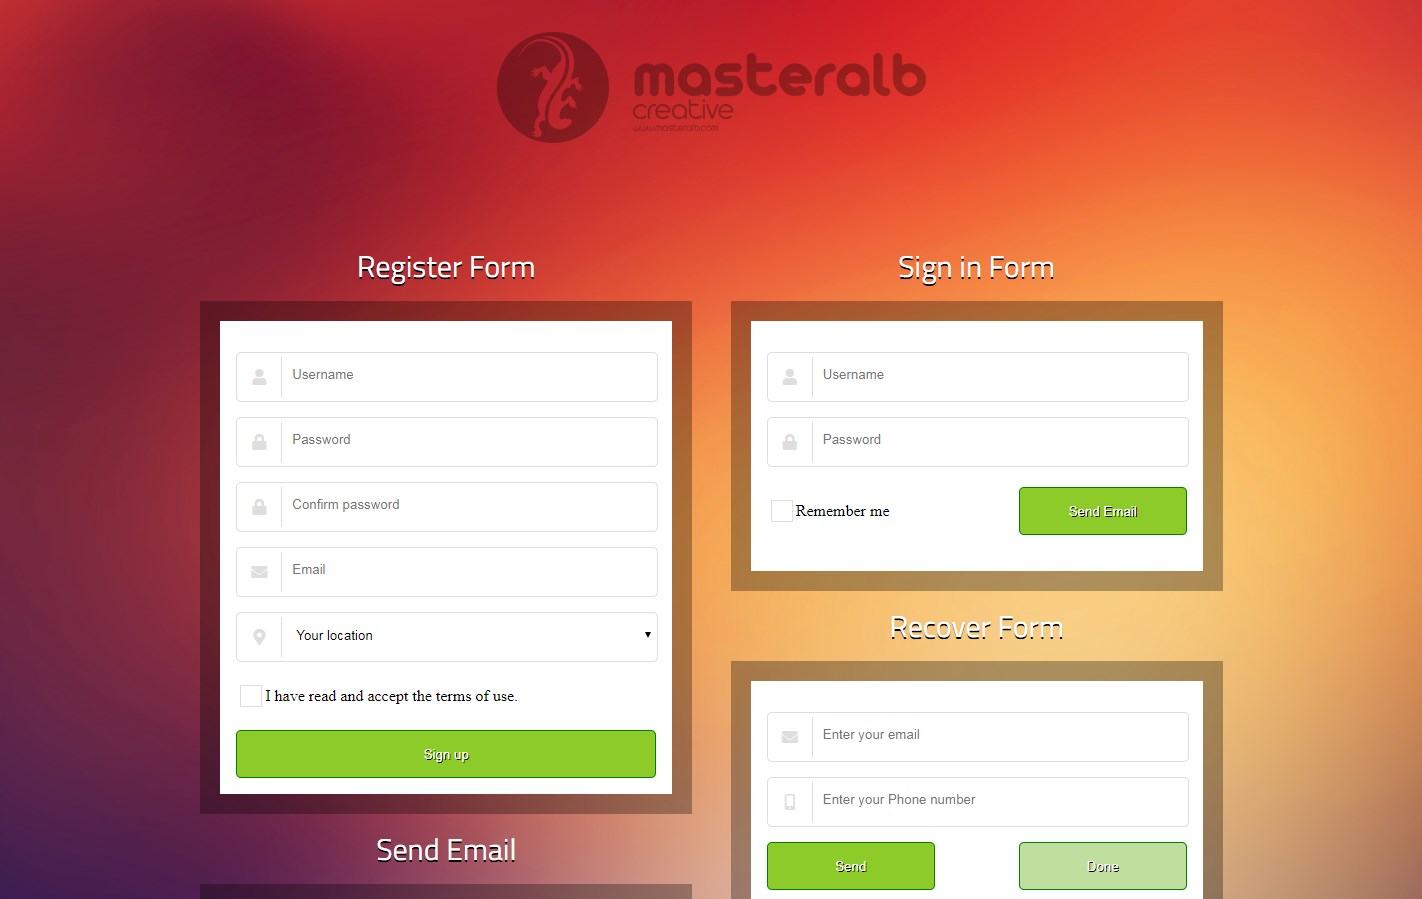 masteralb
creative
www.masteralb.com
Register Form
Username
Password
Confirm password
Email
Your location
I have read and accept the terms of use.
Sign up
Send Email
Sign in Form
Username
Password
Remember me
Send Email
Recover Form
Enter your email
Enter your Phone number
Send
Done